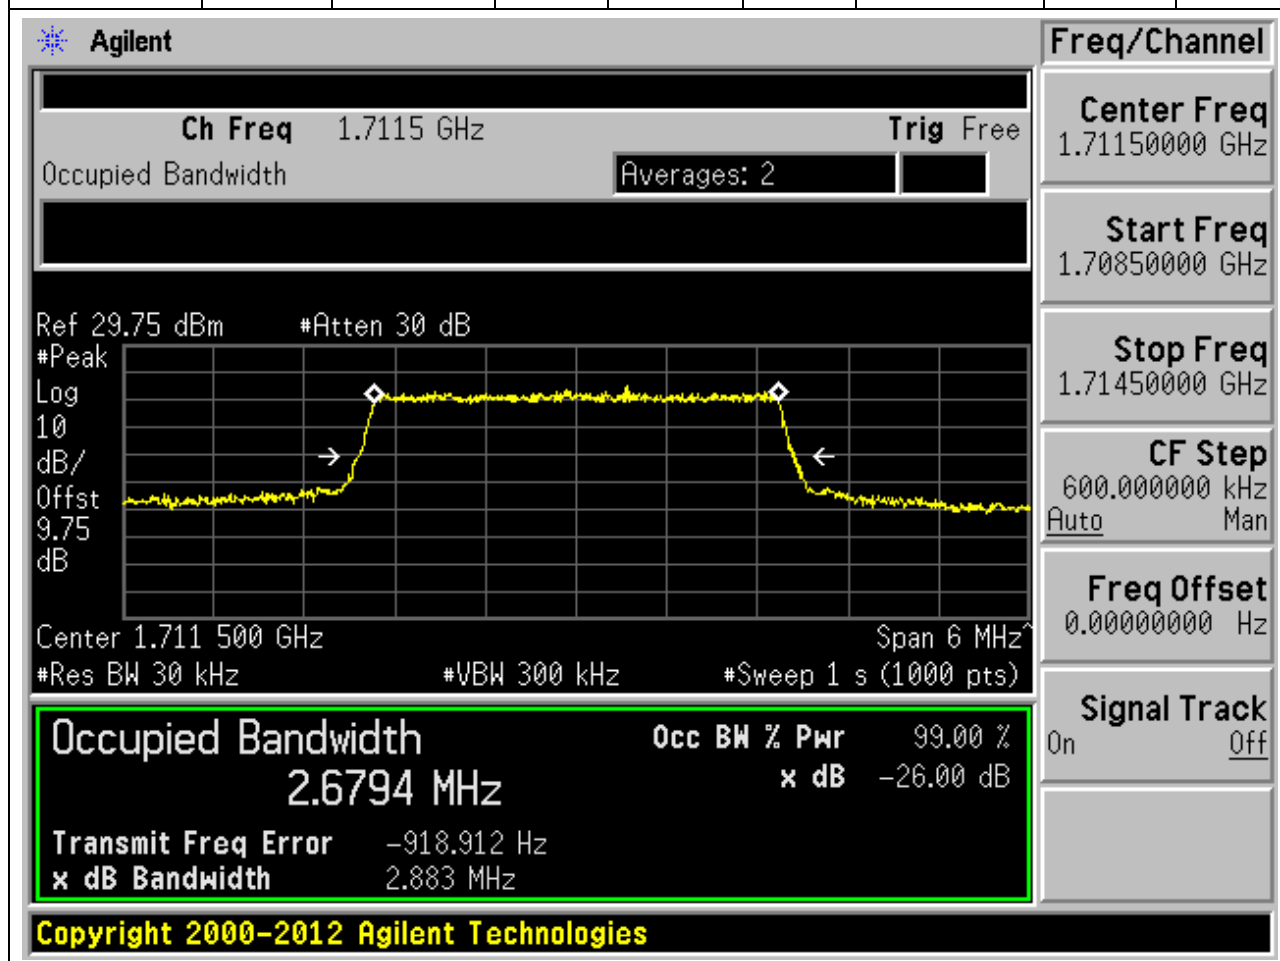 Agilent
Freq/Channel
Ch Freq 1.7115 GHz Trig Free
Occupied Bandwidth Averages: 2
Ref 29.75 dBm #Atten 30 dB
#Peak
Log
10
dB/
Offst
9.75
dB
Center 1.711 500 GHz Span 6 MHz^
#Res BW 30 kHz #VBW 300 kHz #Sweep 1 s (1000 pts)
Occupied Bandwidth Occ BW % Pwr 99.00 %
2.6794 MHz x dB -26.00 dB
Transmit Freq Error -918.912 Hz
x dB Bandwidth 2.883 MHz
Copyright 2000-2012 Agilent Technologies
Center Freq
1.71150000 GHz
Start Freq
1.70850000 GHz
Stop Freq
1.71450000 GHz
CF Step
600.000000 kHz
Auto Man
Freq Offset
0.00000000 Hz
Signal Track
On Off